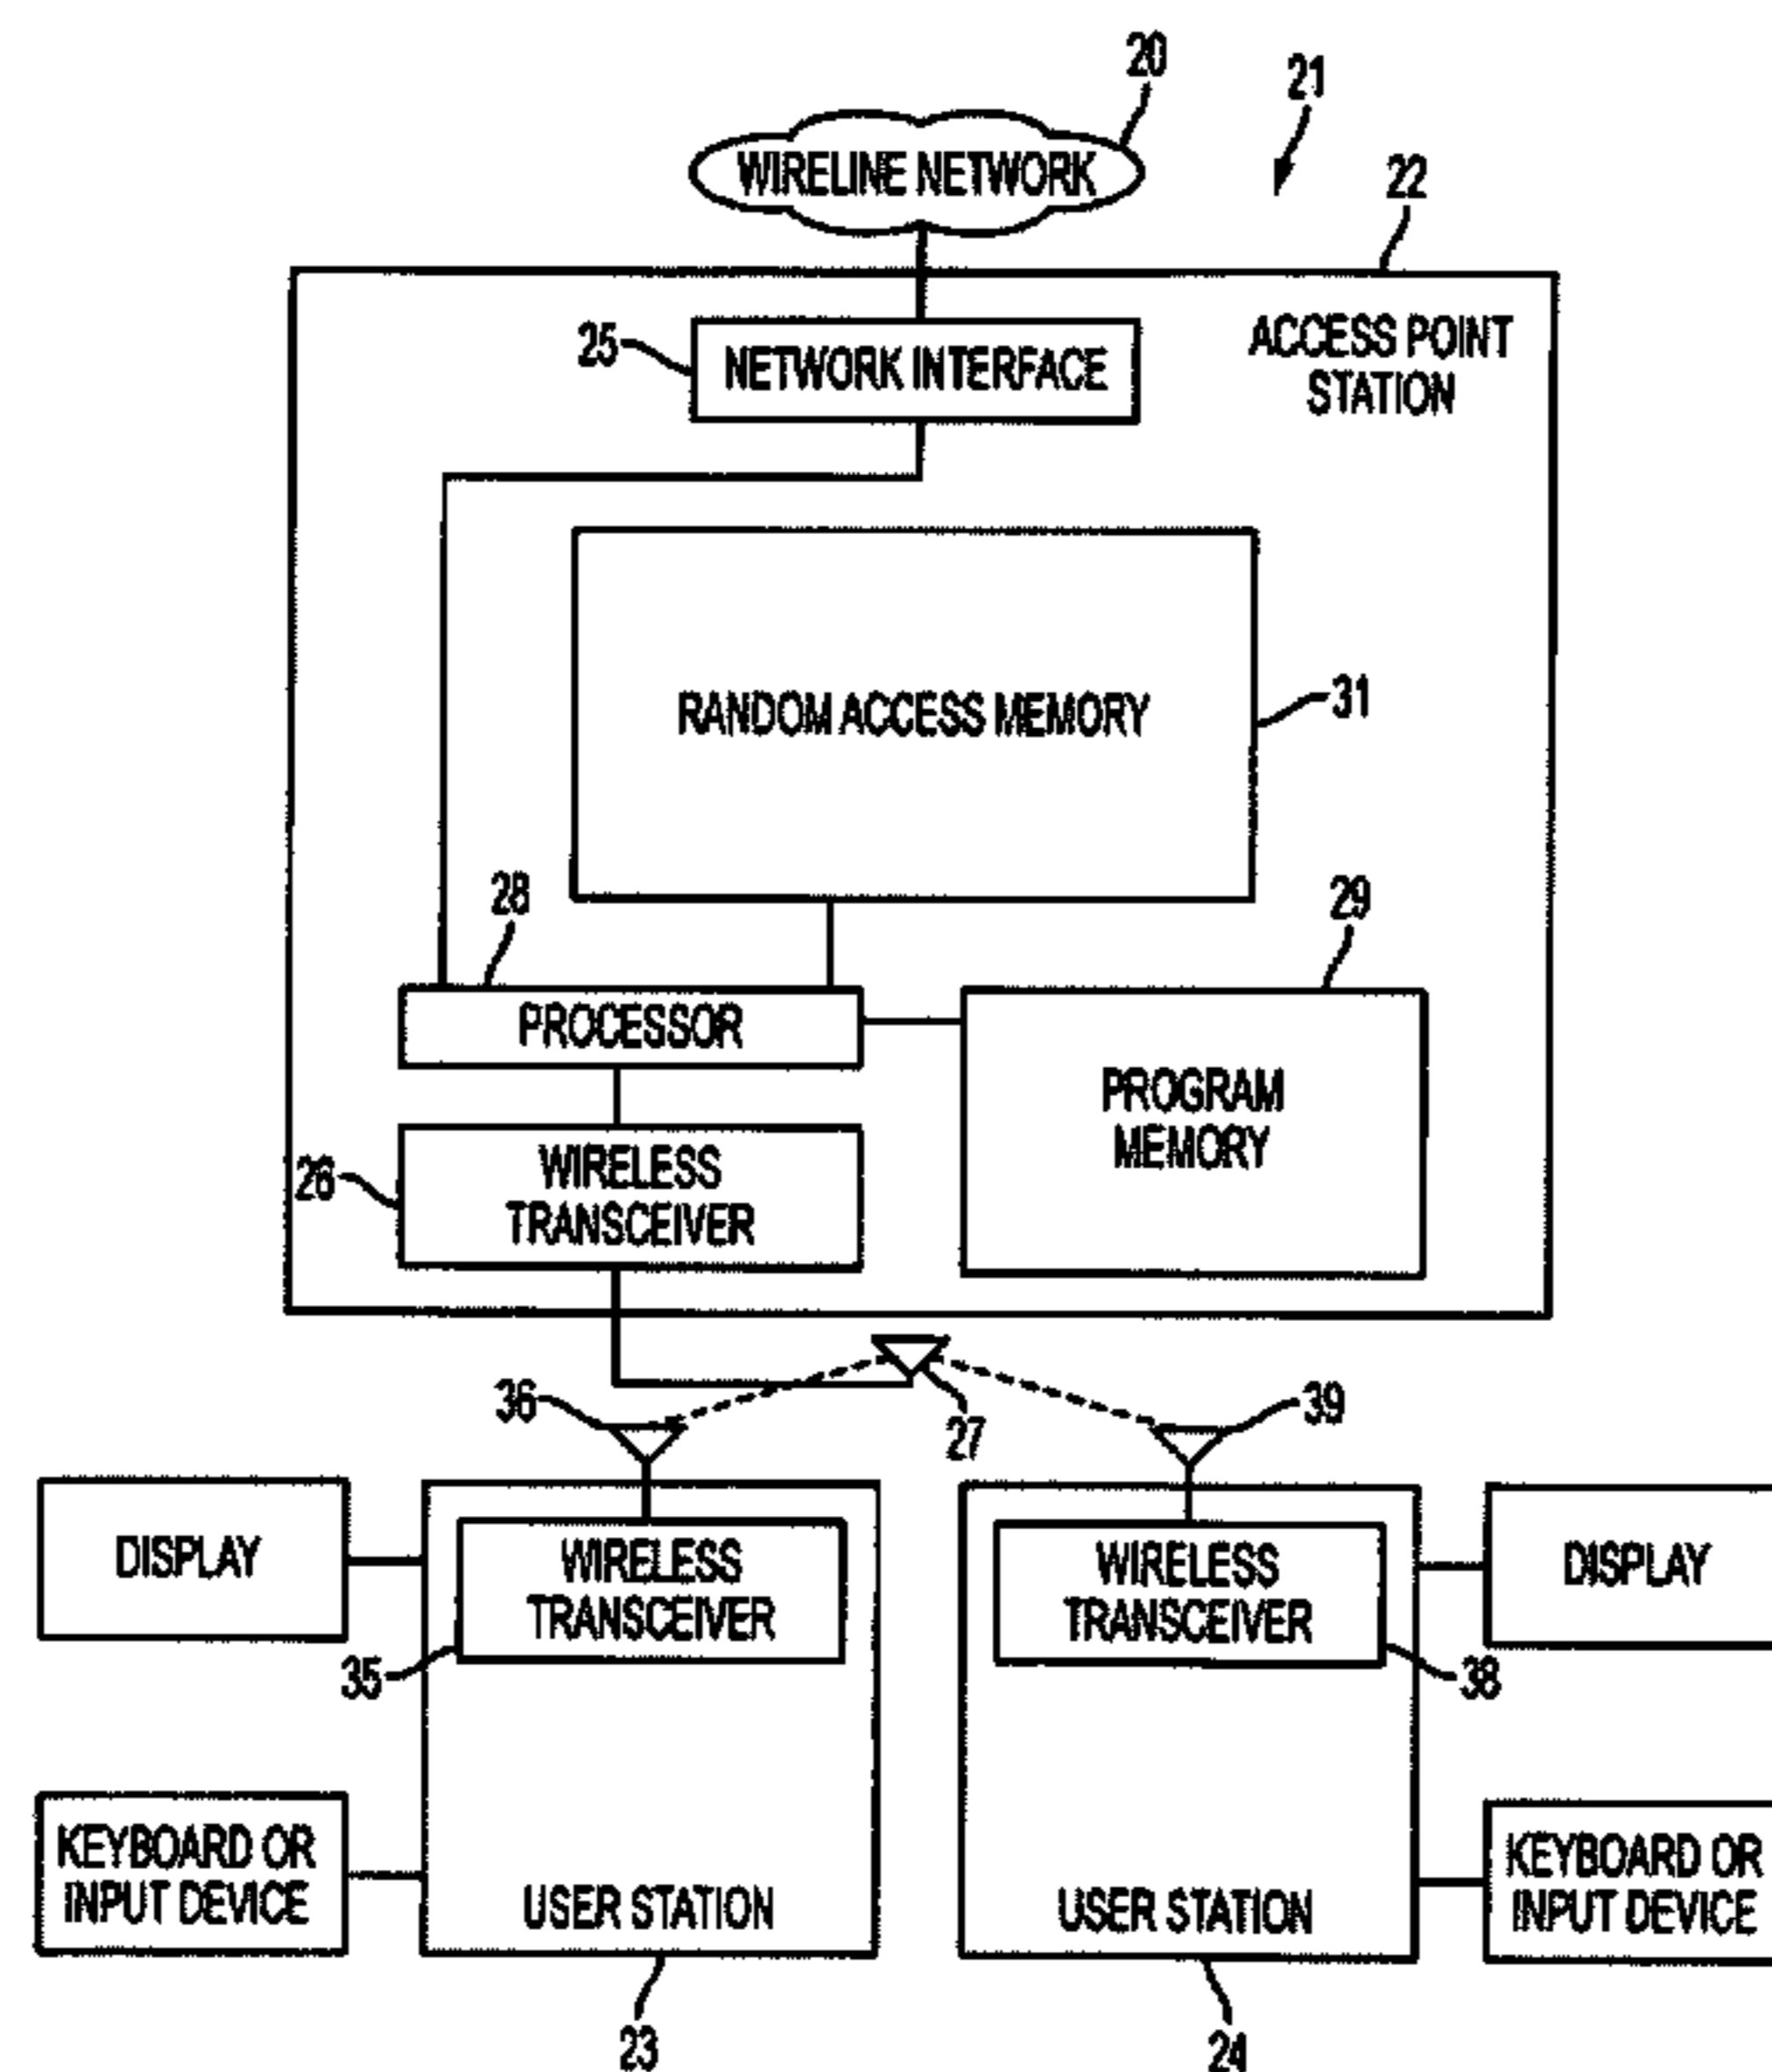 20
21
WIRELINE NETWORK
22
25
NETWORK INTERFACE
ACCESS POINT
STATION
RANDOM ACCESS MEMORY
31
28
29
PROCESSOR
PROGRAM
MEMORY
26
WIRELESS
TRANSCEIVER
36
27
39
DISPLAY
WIRELESS
TRANSCEIVER
35
WIRELESS
TRANSCEIVER
38
DISPLAY
KEYBOARD OR
INPUT DEVICE
USER STATION
USER STATION
KEYBOARD OR
INPUT DEVICE
23
24